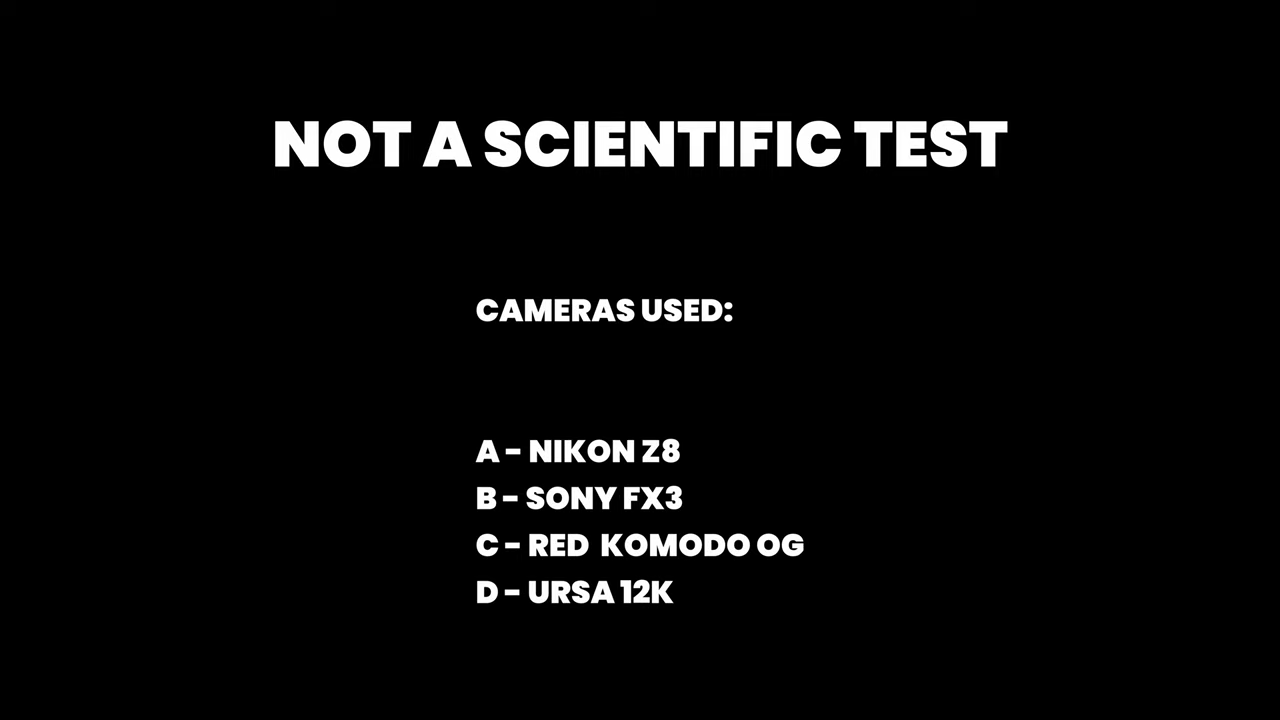 NOT A SCIENTIFIC TEST
CAMERAS USED:
A - NIKON Z8
B - SONY FX3
C - RED KOMODO OG
D - URSA 12K